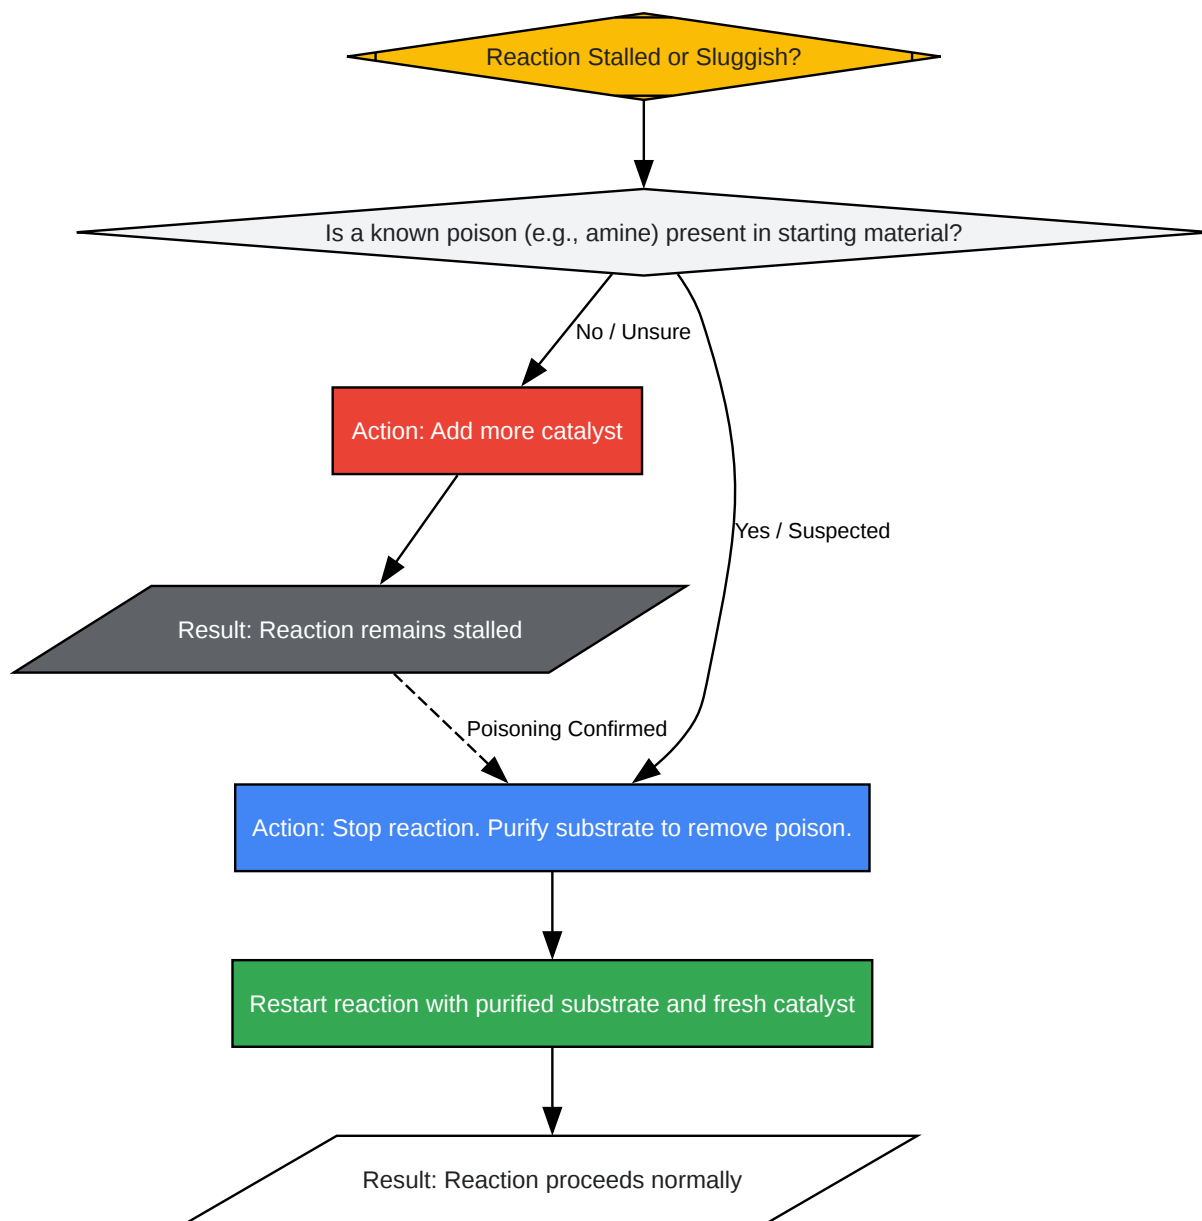 Reaction Stalled or Sluggish?
Is a known poison (e.g., amine) present in starting material?
No / Unsure
Action: Add more catalyst
Yes / Suspected
Result: Reaction remains stalled
Poisoning Confirmed
Action: Stop reaction. Purify substrate to remove poison.
Restart reaction with purified substrate and fresh catalyst
Result: Reaction proceeds normally